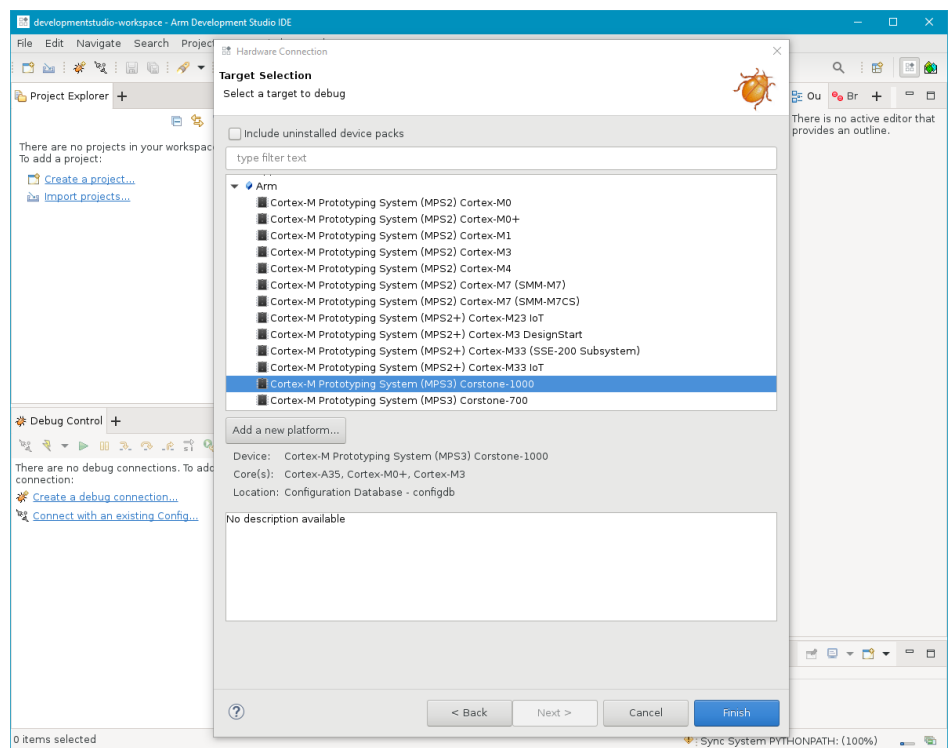 developmentstudio-workspace - Arm Development Studio IDE
File Edit Navigate Search Projec
Hardware Connection
Target Selection
Select a target to debug
Project Explorer
Ou
Br
There is no active editor that
provides an outline.
Include uninstalled device packs
type filter text
There are no projects in your workspac
To add a project:
Create a project...
Import projects...
Arm
Cortex-M Prototyping System (MPS2) Cortex-M0
Cortex-M Prototyping System (MPS2) Cortex-M0+
Cortex-M Prototyping System (MPS2) Cortex-M1
Cortex-M Prototyping System (MPS2) Cortex-M3
Cortex-M Prototyping System (MPS2) Cortex-M4
Cortex-M Prototyping System (MPS2) Cortex-M7 (SMM-M7)
Cortex-M Prototyping System (MPS2) Cortex-M7 (SMM-M7CS)
Cortex-M Prototyping System (MPS2+) Cortex-M23 IoT
Cortex-M Prototyping System (MPS2+) Cortex-M3 DesignStart
Cortex-M Prototyping System (MPS2+) Cortex-M33 (SSE-200 Subsystem)
Cortex-M Prototyping System (MPS2+) Cortex-M33 IoT
Cortex-M Prototyping System (MPS3) Corstone-1000
Cortex-M Prototyping System (MPS3) Corstone-700
Debug Control
There are no debug connections. To add
connection:
Create a debug connection...
Connect with an existing Config...
Add a new platform...
Device: Cortex-M Prototyping System (MPS3) Corstone-1000
Core(s): Cortex-A35, Cortex-M0+, Cortex-M3
Location: Configuration Database - configdb
No description available
< Back
Next >
Cancel
Finish
0 items selected
Sync System PYTHONPATH: (100%)